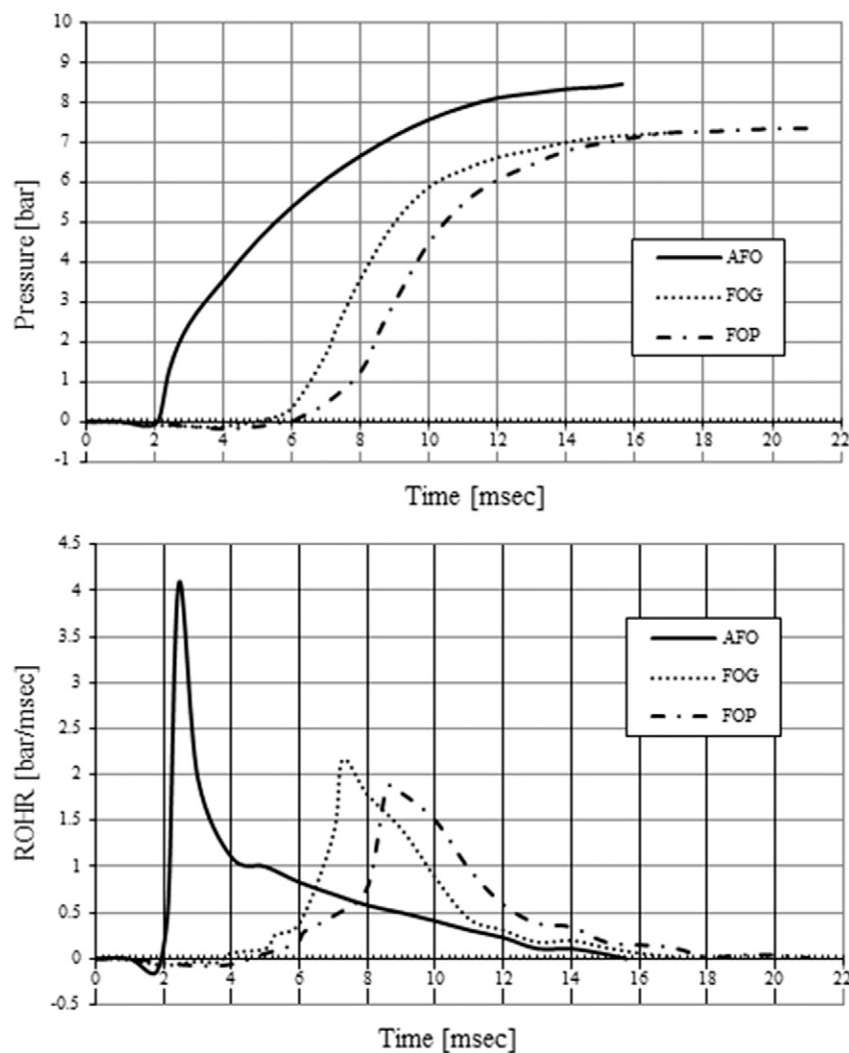 10
9
8
7
6
5
4
3
2
1
0
-1
Pressure [bar]
AFO
FOG
FOP
0 2 4 6 8 10 12 14 16 18 20 22
Time [msec]
4.5
4
3.5
3
2.5
2
1.5
1
0.5
0
-0.5
ROHR [bar/msec]
AFO
FOG
FOP
0 2 4 6 8 10 12 14 16 18 20 22
Time [msec]